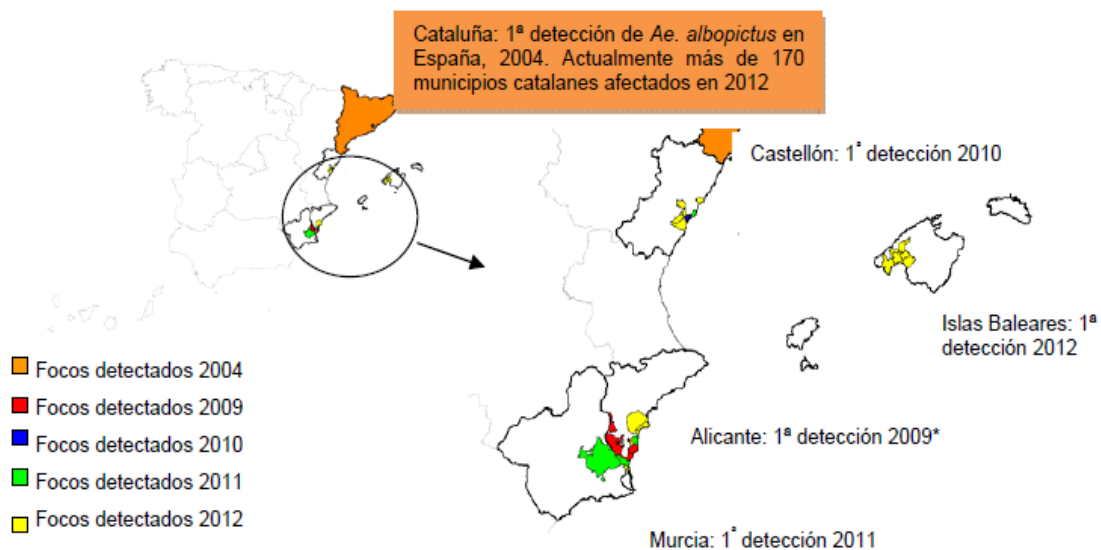 Cataluña: 1ª detección de Ae. albopictus en
España, 2004. Actualmente más de 170
municipios catalanes afectados en 2012
Castellón: 1ª detección 2010
Islas Baleares: 1ª
detección 2012
Focos detectados 2004
Focos detectados 2009
Focos detectados 2010
Focos detectados 2011
Focos detectados 2012
Alicante: 1ª detección 2009*
Murcia: 1ª detección 2011